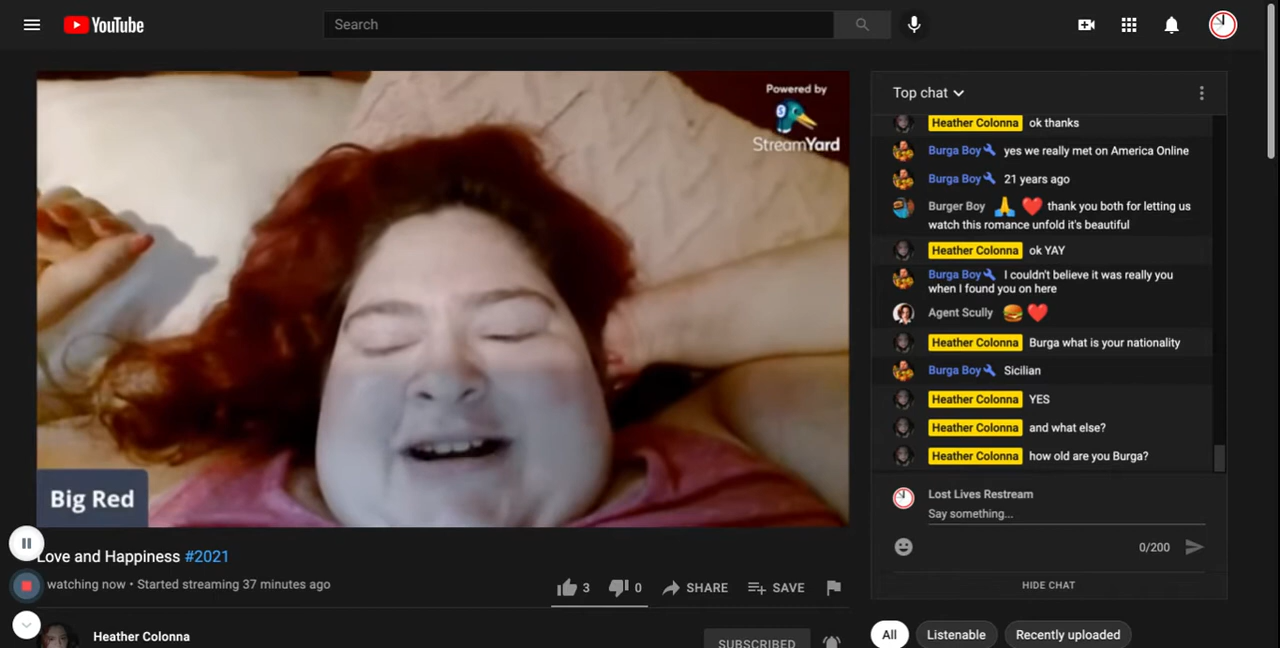 YouTube
Search
Powered by
StreamYard
Big Red
Love and Happiness #2021
watching now • Started streaming 37 minutes ago
3
0
SHARE
SAVE
Heather Colonna
SUBSCRIBED
Top chat
Heather Colonna ok thanks
Burga Boy yes we really met on America Online
Burga Boy 21 years ago
Burger Boy 🙏 ❤️ thank you both for letting us
watch this romance unfold it's beautiful
Heather Colonna ok YAY
Burga Boy I couldn't believe it was really you
when I found you on here
Agent Scully 🍔 ❤️
Heather Colonna Burga what is your nationality
Burga Boy Sicilian
Heather Colonna YES
Heather Colonna and what else?
Heather Colonna how old are you Burga?
Lost Lives Restream
Say something...
0/200
HIDE CHAT
All
Listenable
Recently uploaded